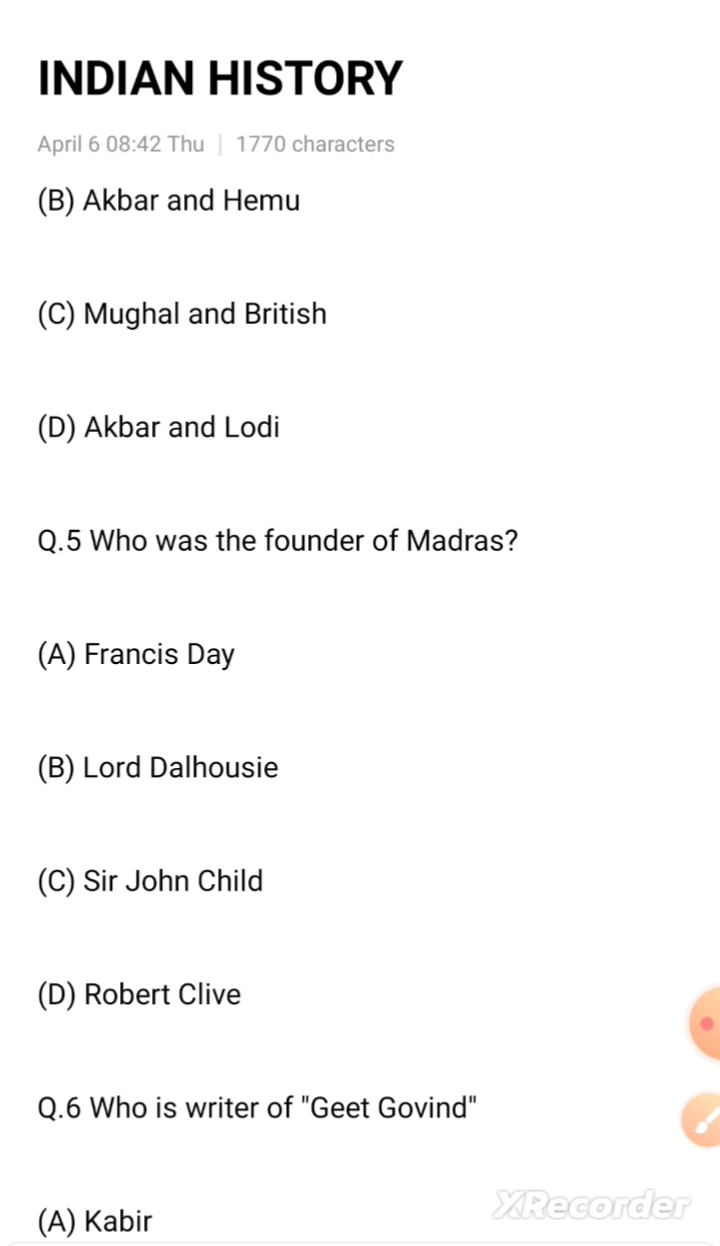 INDIAN HISTORY
April 6 08:42 Thu | 1770 characters
(B) Akbar and Hemu
(C) Mughal and British
(D) Akbar and Lodi
Q.5 Who was the founder of Madras?
(A) Francis Day
(B) Lord Dalhousie
(C) Sir John Child
(D) Robert Clive
Q.6 Who is writer of "Geet Govind"
XRecorder
(A) Kabir